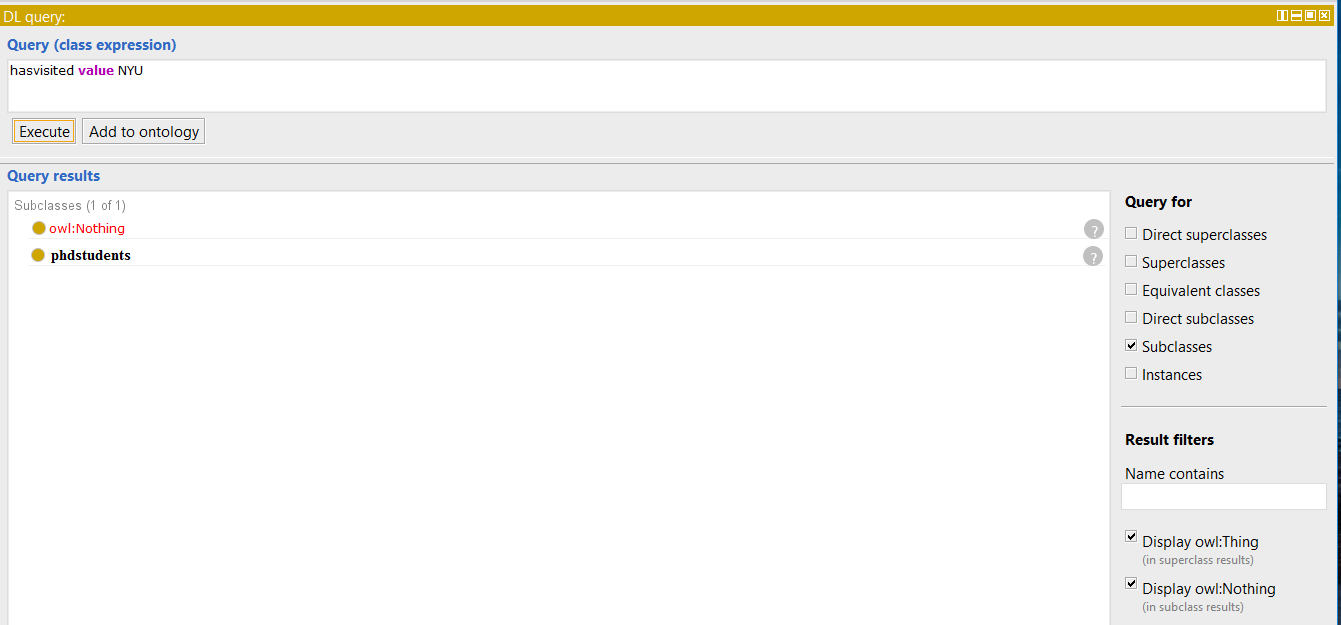 DL query:
Query (class expression)
hasvisited value NYU
Execute
Add to ontology
Query results
Subclasses (1 of 1)
owl:Nothing
?
phdstudents
?
Query for
Direct superclasses
Superclasses
Equivalent classes
Direct subclasses
Subclasses
Instances
Result filters
Name contains
Display owl:Thing
(in superclass results)
Display owl:Nothing
(in subclass results)